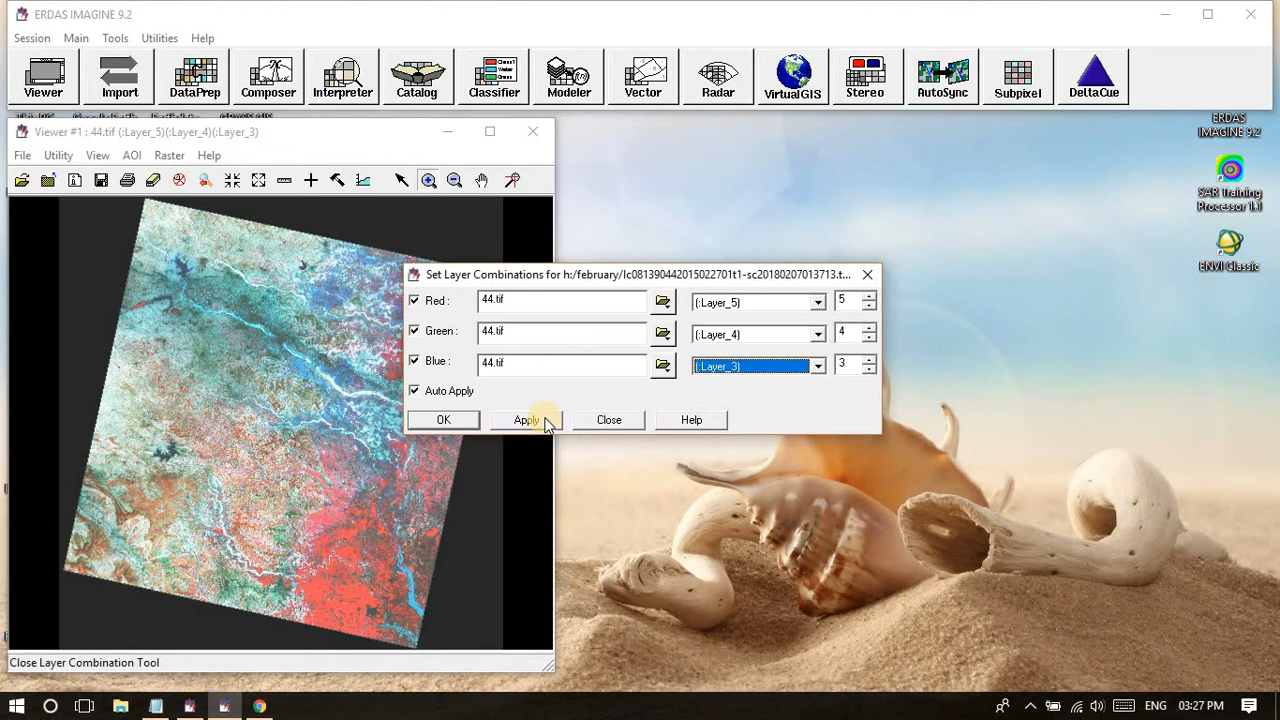 ERDAS IMAGINE 9.2
Session Main Tools Utilities Help
Viewer Import DataPrep Composer Interpreter Catalog Classifier Modeler Vector Radar VirtualGIS Stereo AutoSync Subpixel DeltaCue
Viewer #1 : 44.tif (:Layer_5)(:Layer_4)(:Layer_3)
File Utility View AOI Raster Help
ERDAS
IMAGINE 9.2
SAR Training
Processor 1.1
ENVI Classic
Set Layer Combinations for h:/february/lc081390442015022701t1-sc20180207013713.t...
Red : 44.tif (:Layer_5) 5
Green : 44.tif (:Layer_4) 4
Blue : 44.tif (:Layer_3) 3
Auto Apply
OK Apply Close Help
Close Layer Combination Tool
ENG 03:27 PM